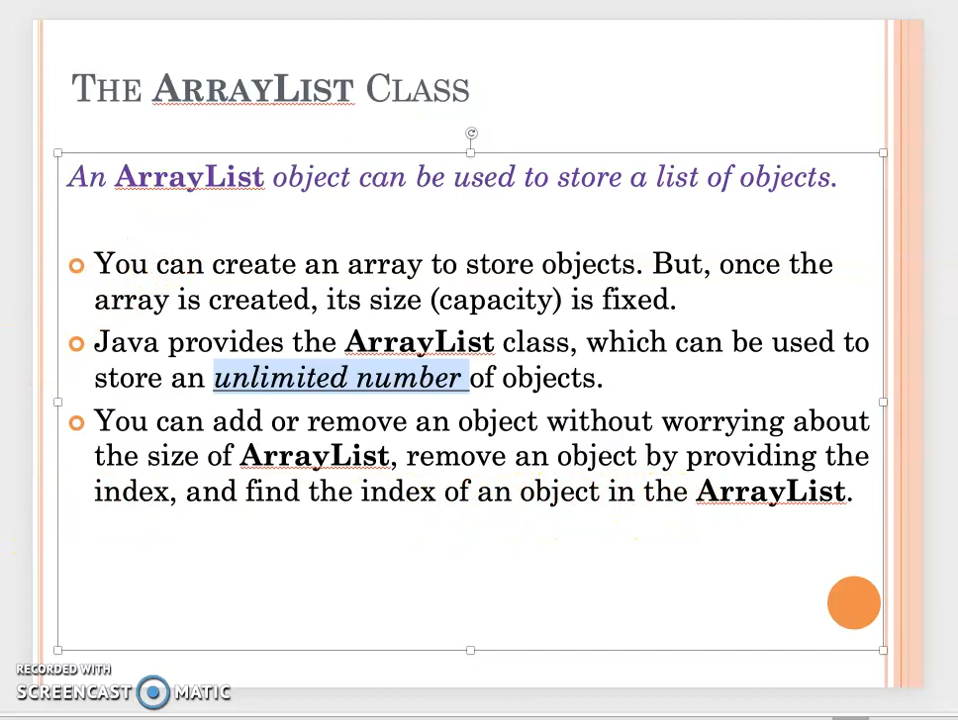 THE ARRAYLIST CLASS
An ArrayList object can be used to store a list of objects.
You can create an array to store objects. But, once the
array is created, its size (capacity) is fixed.
Java provides the ArrayList class, which can be used to
store an unlimited number of objects.
You can add or remove an object without worrying about
the size of ArrayList, remove an object by providing the
index, and find the index of an object in the ArrayList.
RECORDED WITH
SCREENCAST MATIC